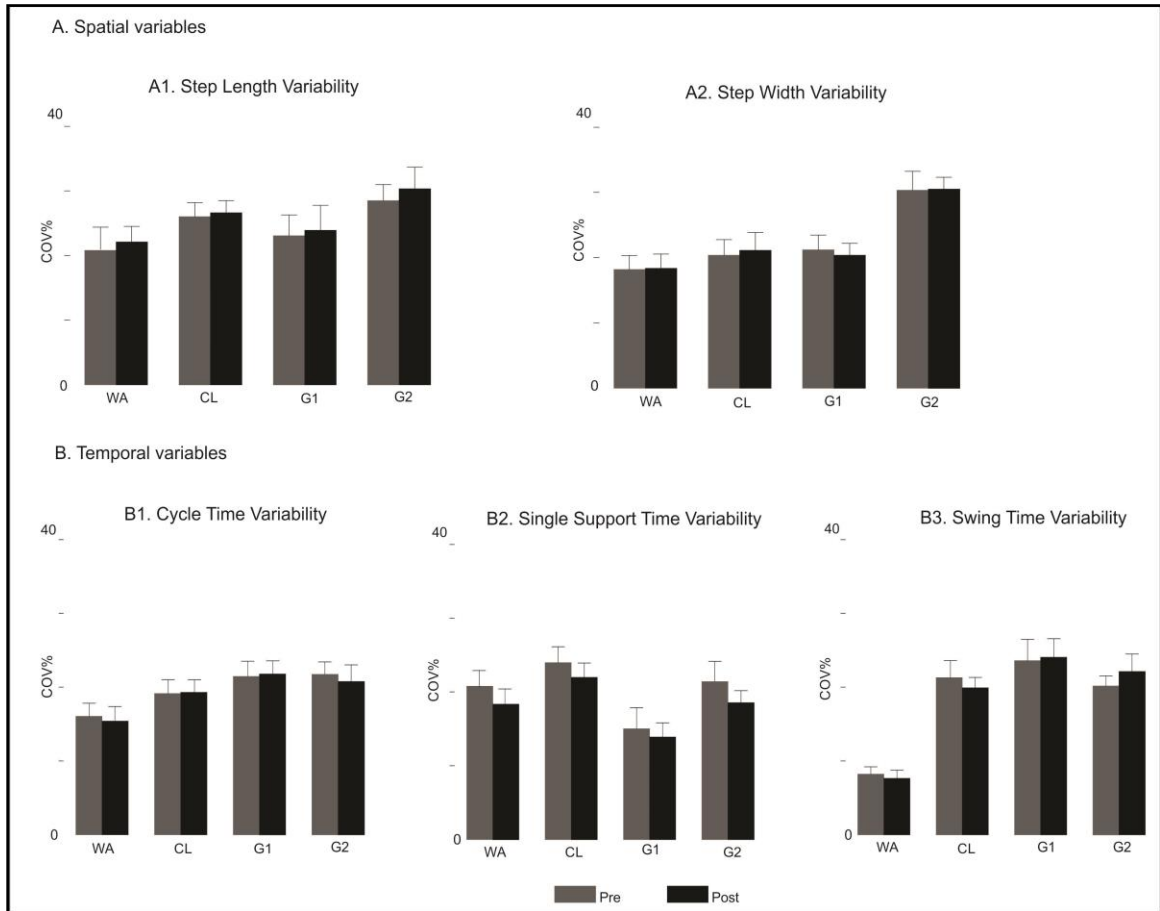 A. Spatial variables
A1. Step Length Variability
40
COV%
0
WA CL G1 G2
A2. Step Width Variability
40
COV%
0
WA CL G1 G2
B. Temporal variables
B1. Cycle Time Variability
40
COV%
0
WA CL G1 G2
B2. Single Support Time Variability
40
COV%
0
WA CL G1 G2
B3. Swing Time Variability
40
COV%
0
WA CL G1 G2
Pre Post